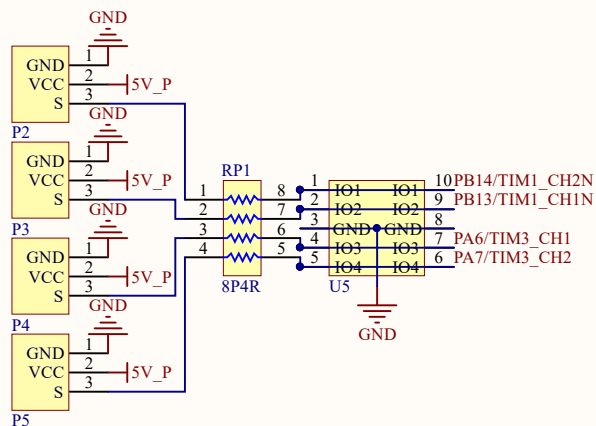 GND
GND 1
VCC 2 5V_P
S 3
P2
GND
GND 1
VCC 2 5V_P
S 3
P3
GND
GND 1
VCC 2 5V_P
S 3
P4
GND
GND 1
VCC 2 5V_P
S 3
P5
RP1
1 8
2 7
3 6
4 5
8P4R
1 IO1 IO1 10 PB14/TIM1_CH2N
2 IO2 IO2 9 PB13/TIM1_CH1N
3 GND GND 8
4 IO3 IO3 7 PA6/TIM3_CH1
5 IO4 IO4 6 PA7/TIM3_CH2
U5
GND